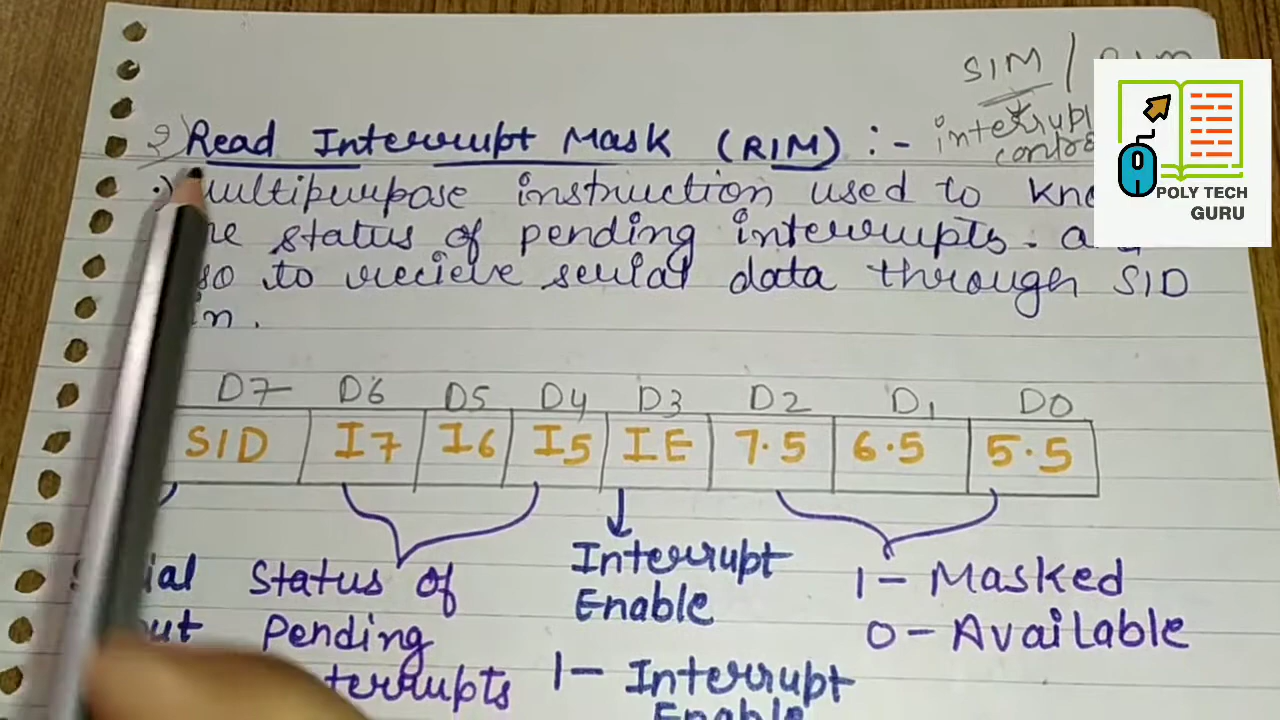 SIM /
2) Read Interrupt Mask (RIM) :-
interrupt
POLY TECH
GURU
•) Multipurpose instruction used to
status of pending interrupts.
to recieve serial data through SID
D7 D6 D5 D4 D3 D2 D1 D0
SID I7 I6 I5 IE 7.5 6.5 5.5
Status of
Pending
Interrupt
Enable
1 - Masked
0 - Available
1 - Interrupt
Enable